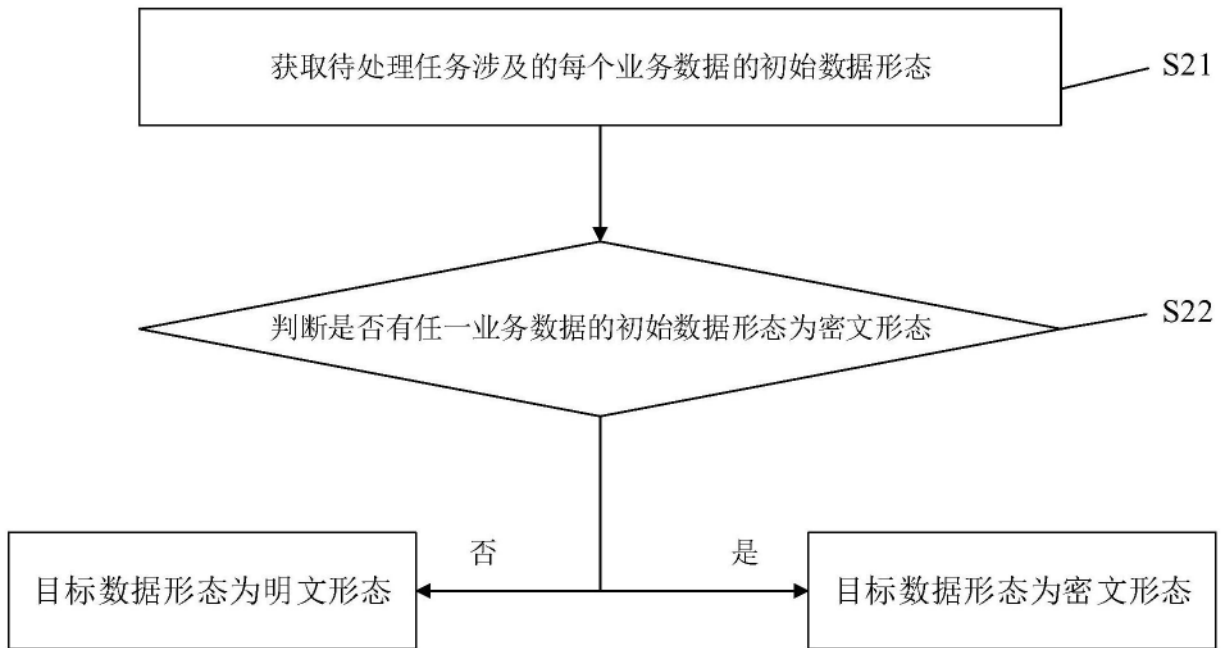 获取待处理任务涉及的每个业务数据的初始数据形态
S21
判断是否有任一业务数据的初始数据形态为密文形态
S22
否
是
目标数据形态为明文形态
目标数据形态为密文形态